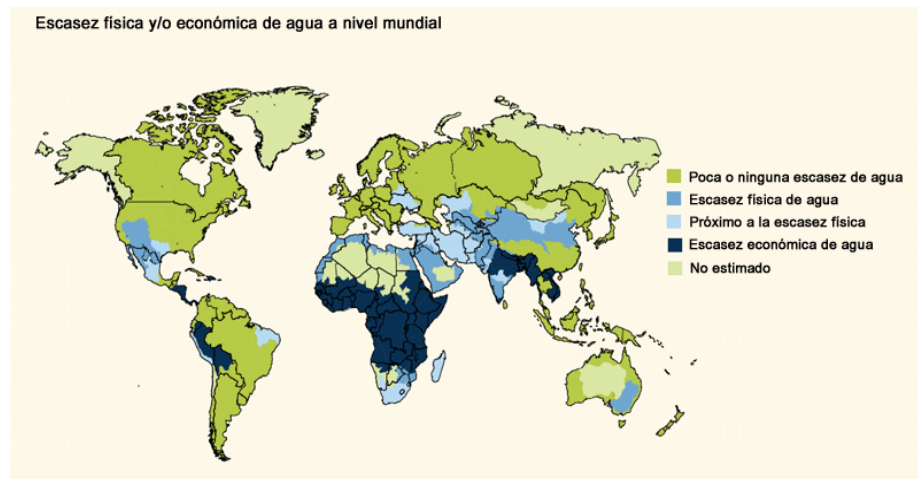 Escasez física y/o económica de agua a nivel mundial
Poca o ninguna escasez de agua
Escasez física de agua
Próximo a la escasez física
Escasez económica de agua
No estimado